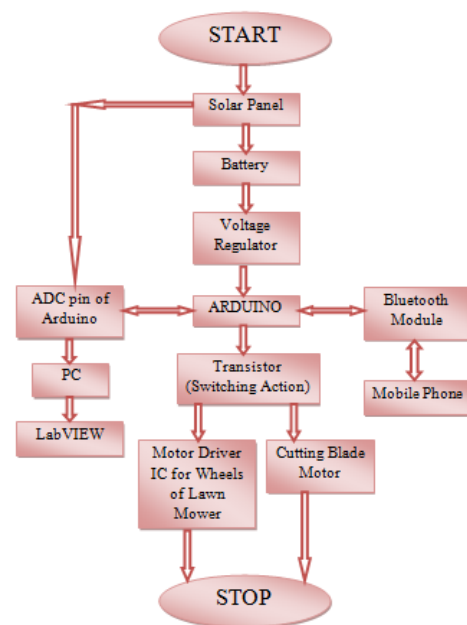 START
Solar Panel
Battery
Voltage
Regulator
ADC pin of
Arduino
ARDUINO
Bluetooth
Module
PC
Transistor
(Switching Action)
Mobile Phone
LabVIEW
Motor Driver
IC for Wheels
of Lawn
Mower
Cutting Blade
Motor
STOP